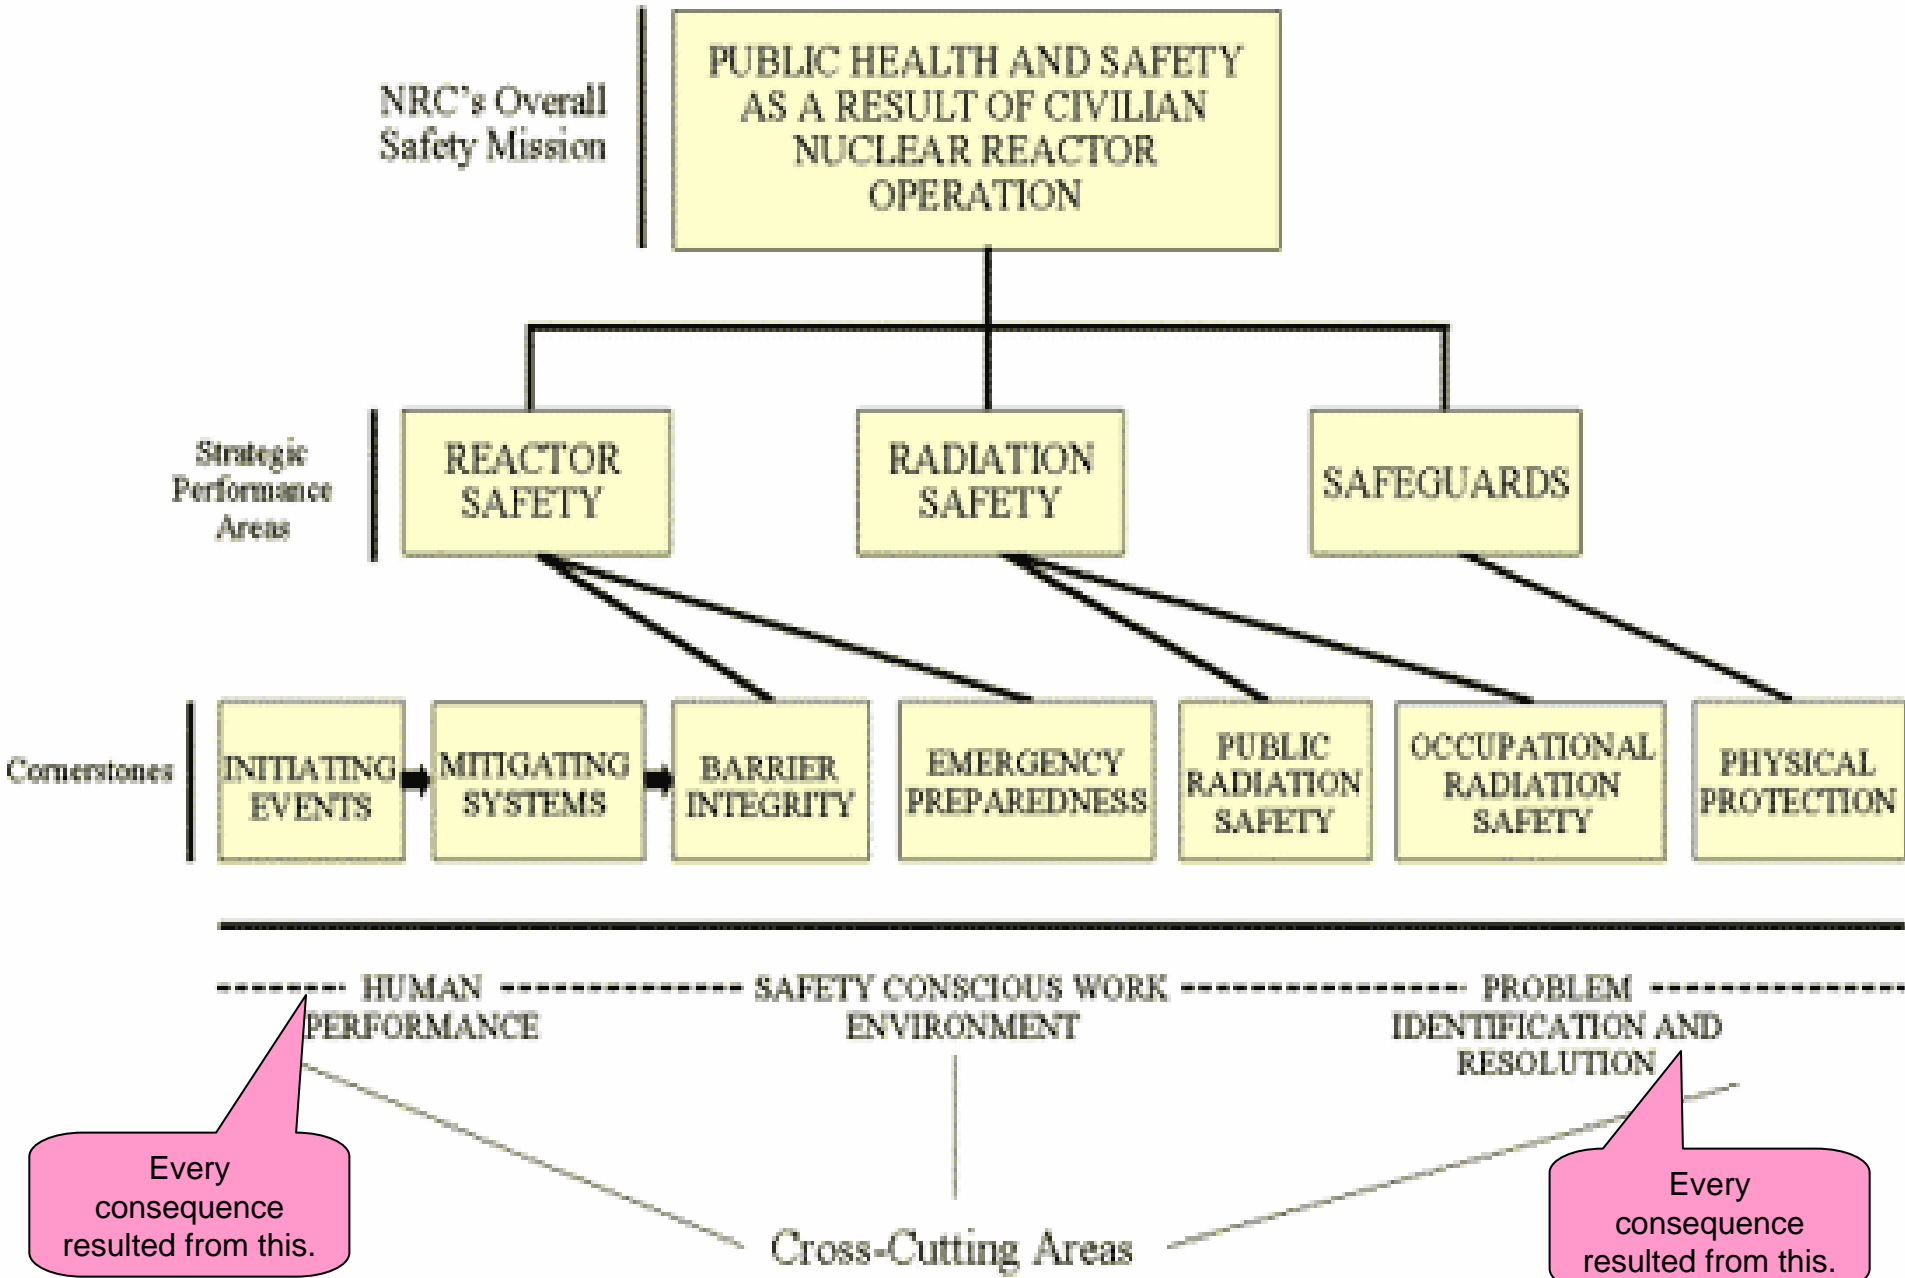 NRC's Overall
Safety Mission
PUBLIC HEALTH AND SAFETY
AS A RESULT OF CIVILIAN
NUCLEAR REACTOR
OPERATION
Strategic
Performance
Areas
REACTOR
SAFETY
RADIATION
SAFETY
SAFEGUARDS
Cornerstones
INITIATING
EVENTS
MITIGATING
SYSTEMS
BARRIER
INTEGRITY
EMERGENCY
PREPAREDNESS
PUBLIC
RADIATION
SAFETY
OCCUPATIONAL
RADIATION
SAFETY
PHYSICAL
PROTECTION
HUMAN
PERFORMANCE
SAFETY CONSCIOUS WORK
ENVIRONMENT
PROBLEM
IDENTIFICATION AND
RESOLUTION
Every
consequence
resulted from this.
Cross-Cutting Areas
Every
consequence
resulted from this.